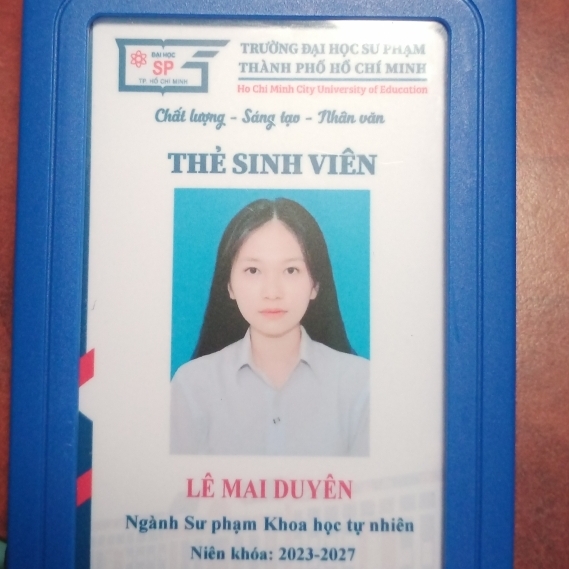 ĐẠI HỌC
SP
TP. HỒ CHÍ MINH
TRƯỜNG ĐẠI HỌC SƯ PHẠM
THÀNH PHỐ HỒ CHÍ MINH
Ho Chi Minh City University of Education
Chất lượng - Sáng tạo - Nhân văn
THẺ SINH VIÊN
LÊ MAI DUYÊN
Ngành Sư phạm Khoa học tự nhiên
Niên khóa: 2023-2027